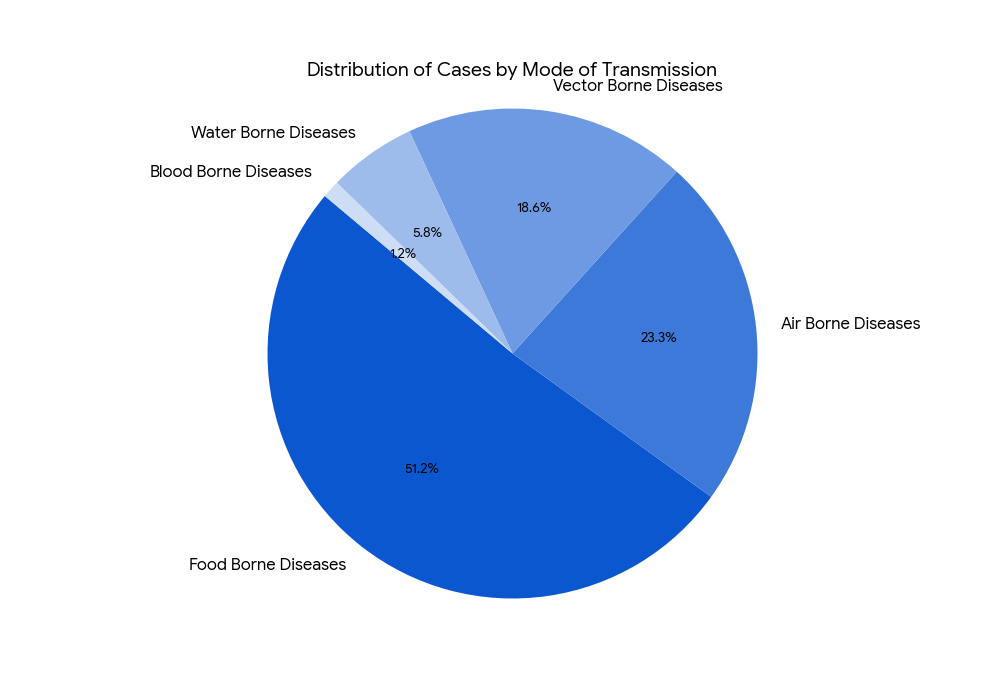 Distribution of Cases by Mode of Transmission
Vector Borne Diseases
Water Borne Diseases
Blood Borne Diseases
18.6%
5.8%
1.2%
Air Borne Diseases
23.3%
51.2%
Food Borne Diseases